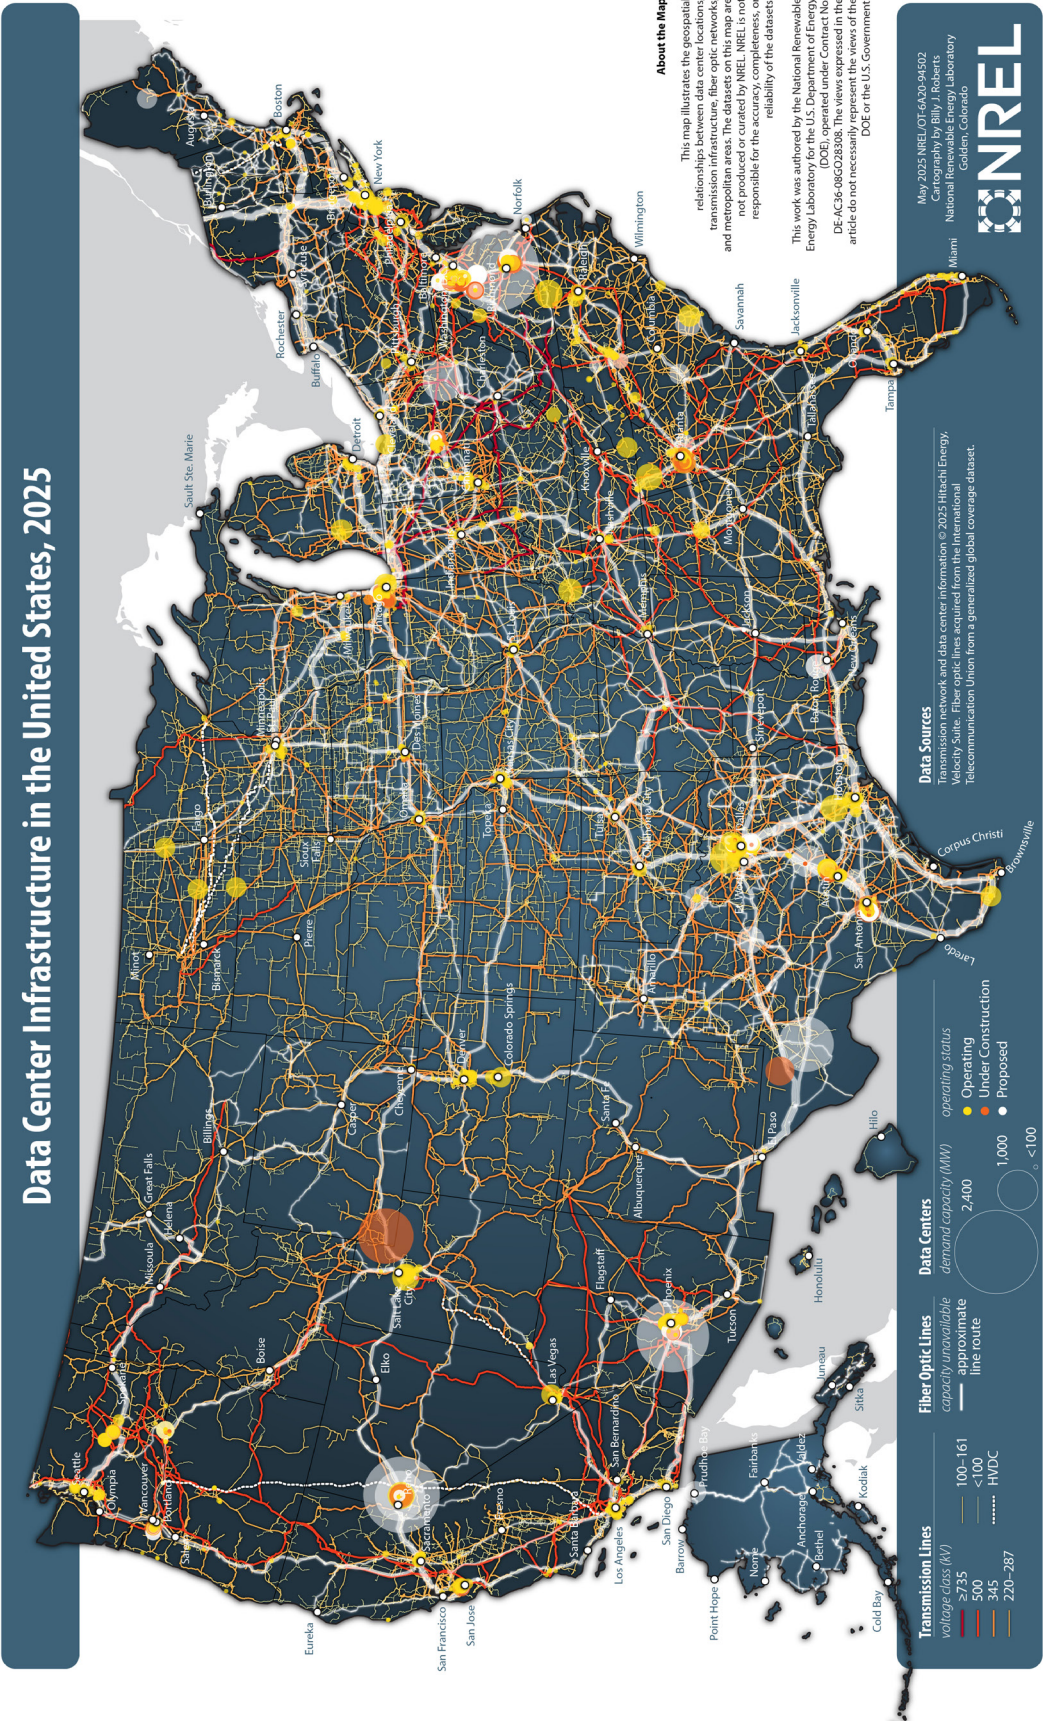 Data Center Infrastructure in the United States, 2025
Seattle
Olympia
Vancouver
Portland
Spokane
Missoula
Helena
Great Falls
Billings
Boise
Eureka
Elko
Reno
Sacramento
San Francisco
San Jose
Fresno
Santa Barbara
Los Angeles
San Bernardino
San Diego
Las Vegas
Salt Lake
City
Flagstaff
Phoenix
Tucson
Albuquerque
Santa Fe
El Paso
Casper
Cheyenne
Denver
Colorado Springs
Minot
Bismarck
Pierre
Fargo
Sioux
Falls
Minneapolis
St. Paul
Omaha
Des Moines
Topeka
Kansas City
Tulsa
Oklahoma City
Amarillo
Austin
San Antonio
Laredo
Corpus Christi
Brownsville
Houston
Shreveport
Baton Rouge
New Orleans
Jackson
Memphis
St. Louis
Milwaukee
Chicago
Sault Ste. Marie
Detroit
Nashville
Knoxville
Montgomery
Atlanta
Tallahassee
Jacksonville
Tampa
Miami
Savannah
Columbia
Wilmington
Raleigh
Charleston
Norfolk
Richmond
Washington
Baltimore
Pittsburgh
Philadelphia
New York
Buffalo
Rochester
Syracuse
Burlington
Boston
Augusta
Barrow
Prudhoe Bay
Point Hope
Nome
Fairbanks
Anchorage
Valdez
Bethel
Kodiak
Cold Bay
Juneau
Sitka
Honolulu
Hilo
About the Map
This map illustrates the geospatial
relationships between data center locations,
transmission infrastructure, fiber optic networks,
and metropolitan areas. The datasets on this map are
not produced or curated by NREL. NREL is not
responsible for the accuracy, completeness, or
reliability of the datasets.
This work was authored by the National Renewable
Energy Laboratory for the U.S. Department of Energy
(DOE), operated under Contract No.
DE-AC36-08GO28308. The views expressed in the
article do not necessarily represent the views of the
DOE or the U.S. Government.
Transmission Lines
voltage class (kV)
≥735
500
345
220–287
100–161
<100
HVDC
Fiber Optic Lines
capacity unavailable
approximate
line route
Data Centers
demand capacity (MW)
2,400
1,000
<100
operating status
Operating
Under Construction
Proposed
Data Sources
Transmission network and data center information © 2025 Hitachi Energy,
Velocity Suite. Fiber optic lines acquired from the International
Telecommunication Union from a generalized global coverage dataset.
May 2025 NREL/OT-6A20-94502
Cartography by Billy J. Roberts
National Renewable Energy Laboratory
Golden, Colorado
NREL